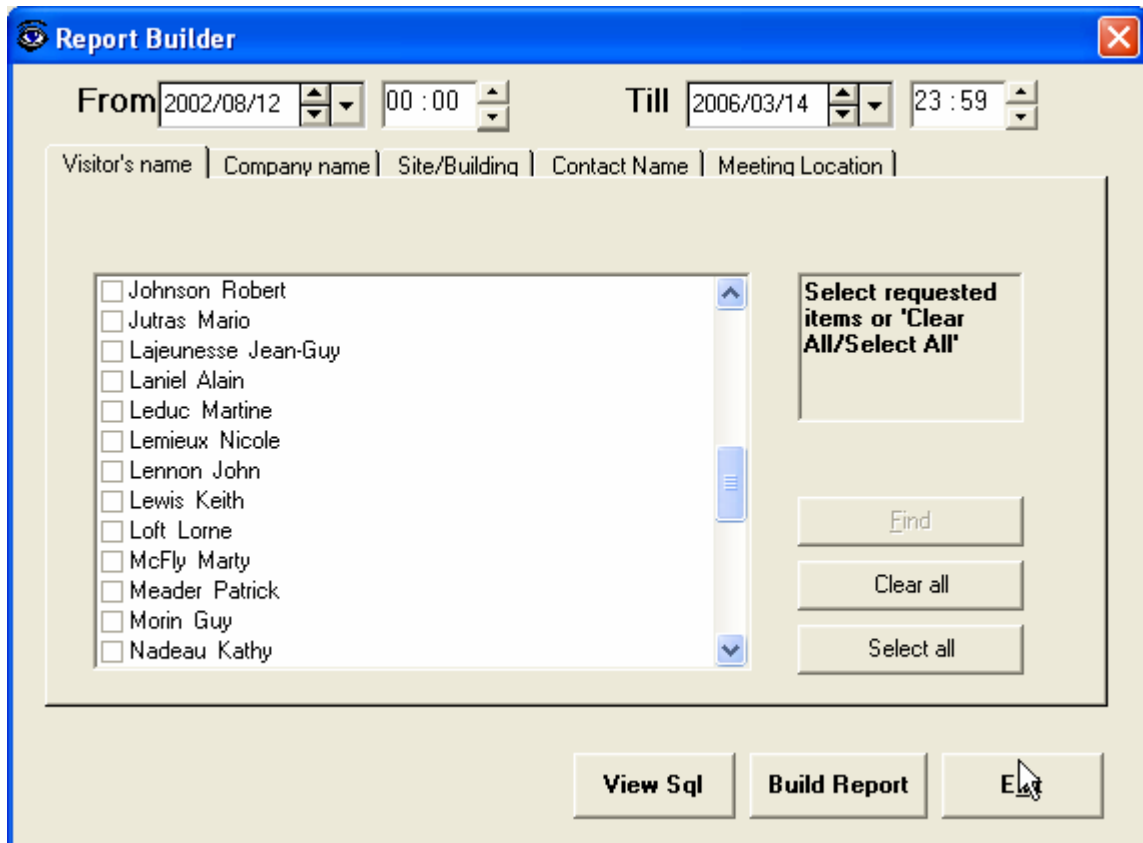 Report Builder
From 2002/08/12 00 : 00 Till 2006/03/14 23 : 59
Visitor's name Company name Site/Building Contact Name Meeting Location
Johnson Robert
Jutras Mario
Lajeunesse Jean-Guy
Laniel Alain
Leduc Martine
Lemieux Nicole
Lennon John
Lewis Keith
Loft Lorne
McFly Marty
Meader Patrick
Morin Guy
Nadeau Kathy
Select requested
items or 'Clear
All/Select All'
Find
Clear all
Select all
View Sql Build Report